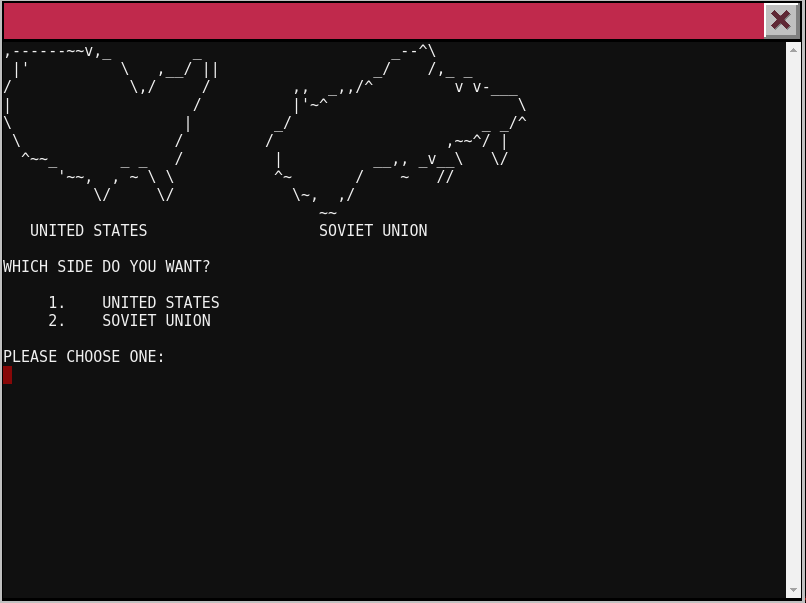 UNITED STATES SOVIET UNION
WHICH SIDE DO YOU WANT?
1. UNITED STATES
2. SOVIET UNION
PLEASE CHOOSE ONE: